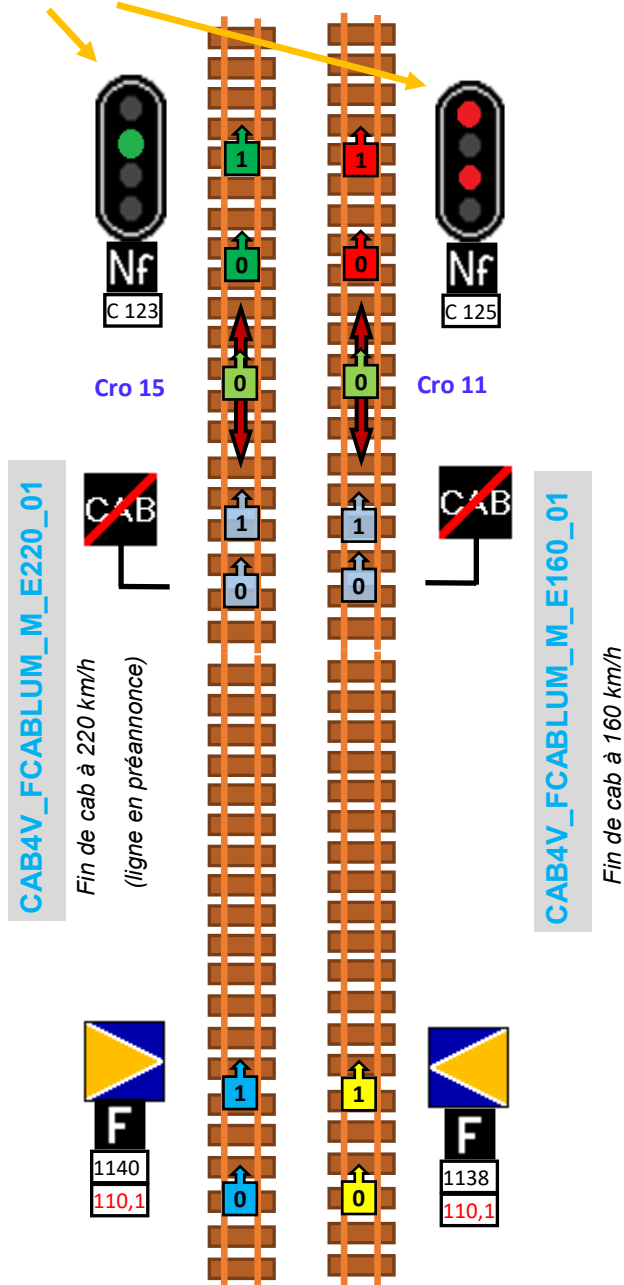 1
1
Nf
Nf
0
0
C 123
C 125
0
0
Cro 15
Cro 11
CAB
CAB
1
1
0
0
CAB4V_FCABLUM_M_E220_01
Fin de cab à 220 km/h
(ligne en préannonce)
CAB4V_FCABLUM_M_E160_01
Fin de cab à 160 km/h
1
1
F
F
1140
1138
110,1
110,1
0
0